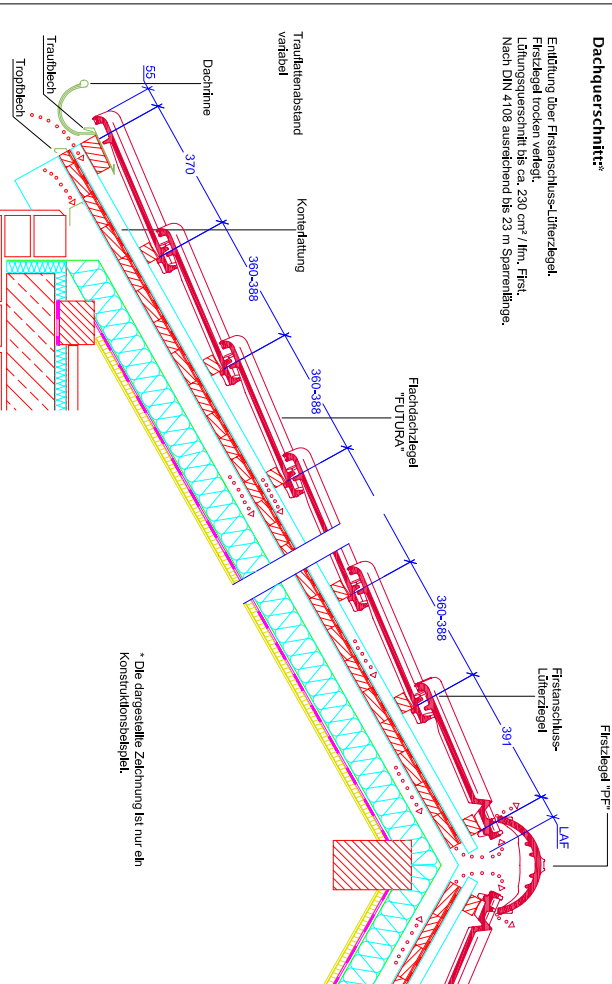 Dachquerschnitt:*
Entlüftung über Firstanschluss-Lüfterziegel.
Firstziegel trocken verlegt.
Lüftungsquerschnitt bis ca. 230 cm² / lfm. First.
Nach DIN 4108 ausreichend bis 23 m Sparrenlänge.
Firstziegel "PF"
LAF
391
Firstanschluss-
Lüfterziegel
360-388
Flachdachziegel
"FUTURA"
360-388
360-388
Konterlattung
370
55
Trauflattenabstand
variabel
Dachrinne
Traufblech
Tropfblech
* Die dargestellte Zeichnung ist nur ein
Konstruktionsbeispiel.